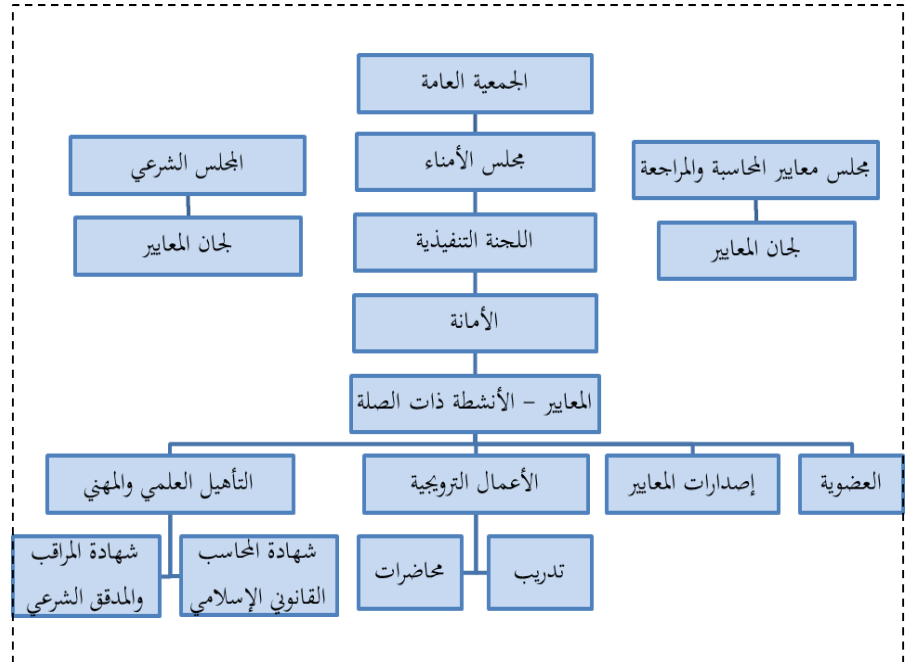 الجمعية العامة
مجلس معايير المحاسبة والمراجعة
مجلس الأمناء
المجلس الشرعي
لجان المعايير
اللجنة التنفيذية
لجان المعايير
الأمانة
المعايير – الأنشطة ذات الصلة
العضوية
إصدارات المعايير
الأعمال الترويجية
التأهيل العلمي والمهني
تدريب
محاضرات
شهادة المحاسب
القانوني الإسلامي
شهادة المراقب
والمدقق الشرعي